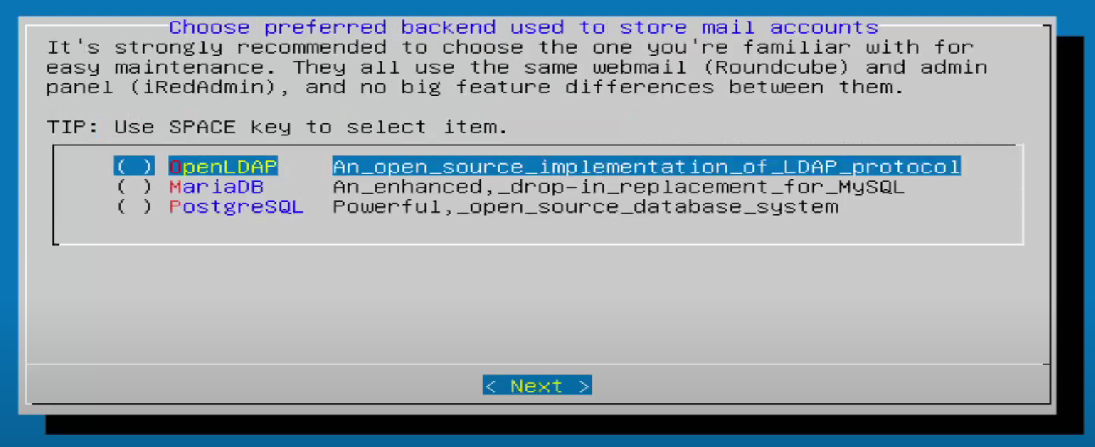 Choose preferred backend used to store mail accounts
It's strongly recommended to choose the one you're familiar with for
easy maintenance. They all use the same webmail (Roundcube) and admin
panel (iRedAdmin), and no big feature differences between them.
TIP: Use SPACE key to select item.
( ) OpenLDAP An_open_source_implementation_of_LDAP_protocol
( ) MariaDB An_enhanced,_drop-in_replacement_for_MySQL
( ) PostgreSQL Powerful,_open_source_database_system
< Next >